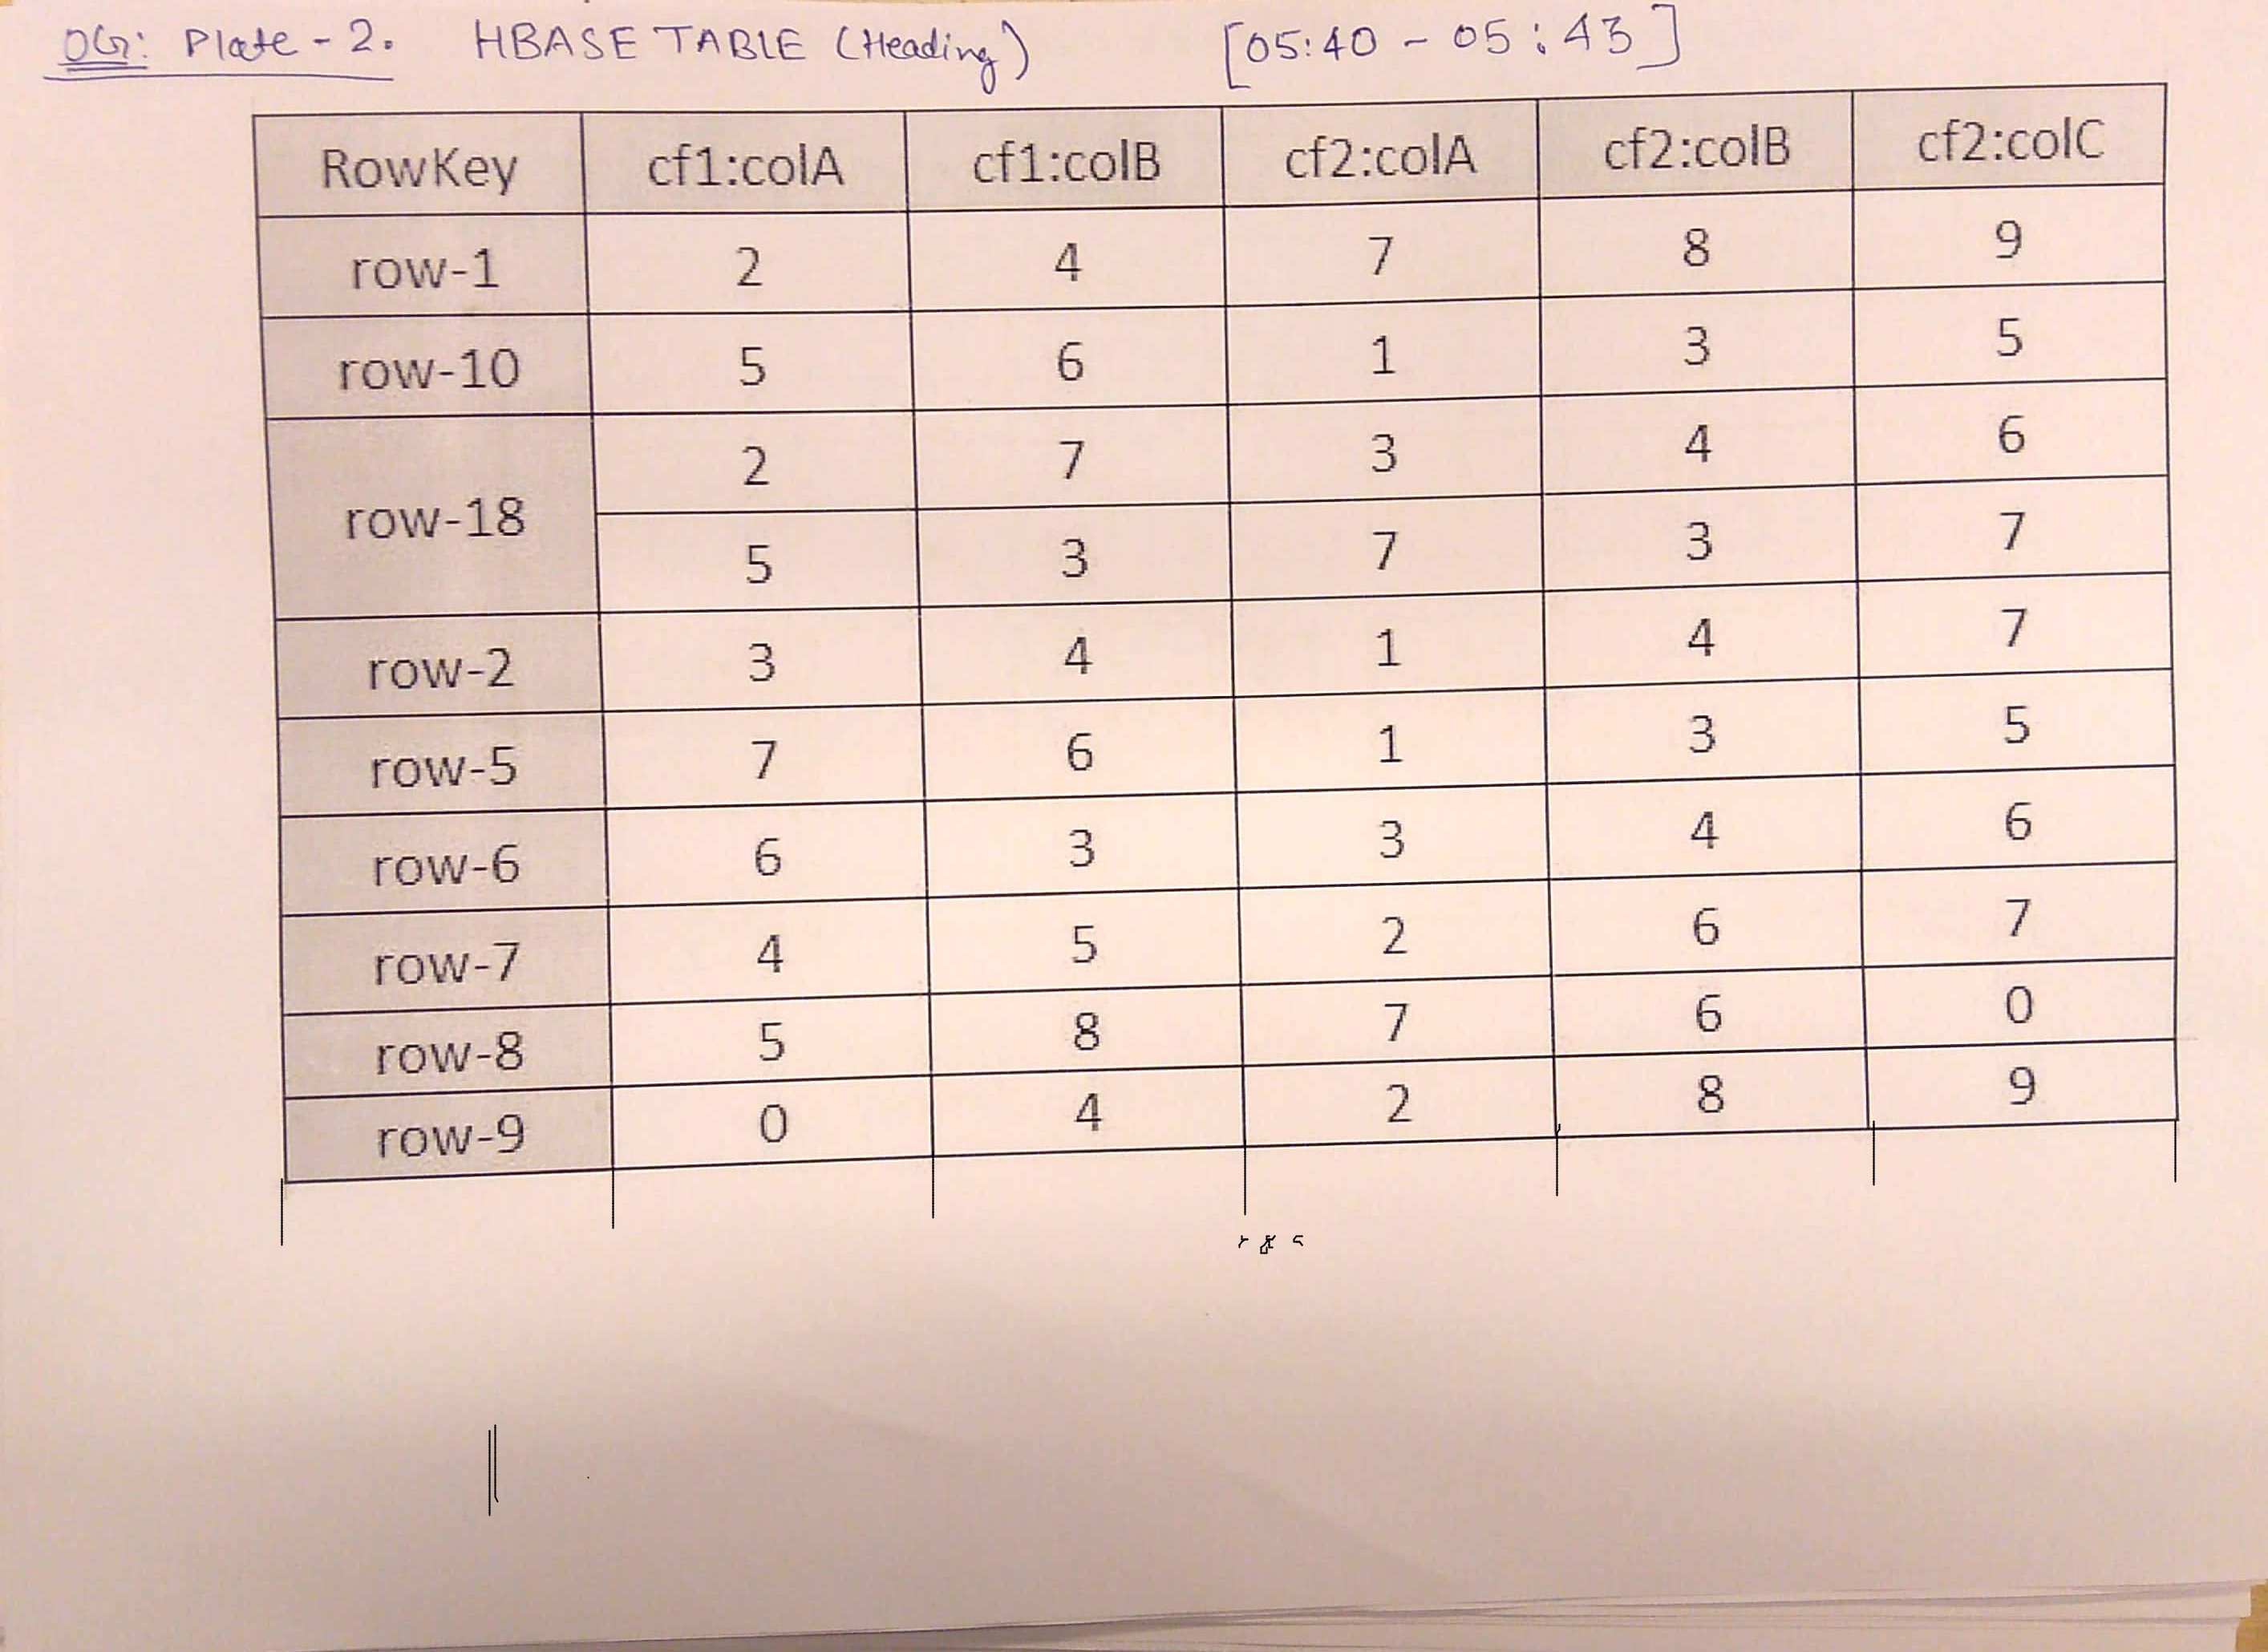 OG: Plate - 2. HBASE TABLE (Heading) [05:40 - 05:43]
RowKey cf1:colA cf1:colB cf2:colA cf2:colB cf2:colC
row-1 2 4 7 8 9
row-10 5 6 1 3 5
row-18 2 7 3 4 6
5 3 7 3 7
row-2 3 4 1 4 7
row-5 7 6 1 3 5
row-6 6 3 3 4 6
row-7 4 5 2 6 7
row-8 5 8 7 6 0
row-9 0 4 2 8 9